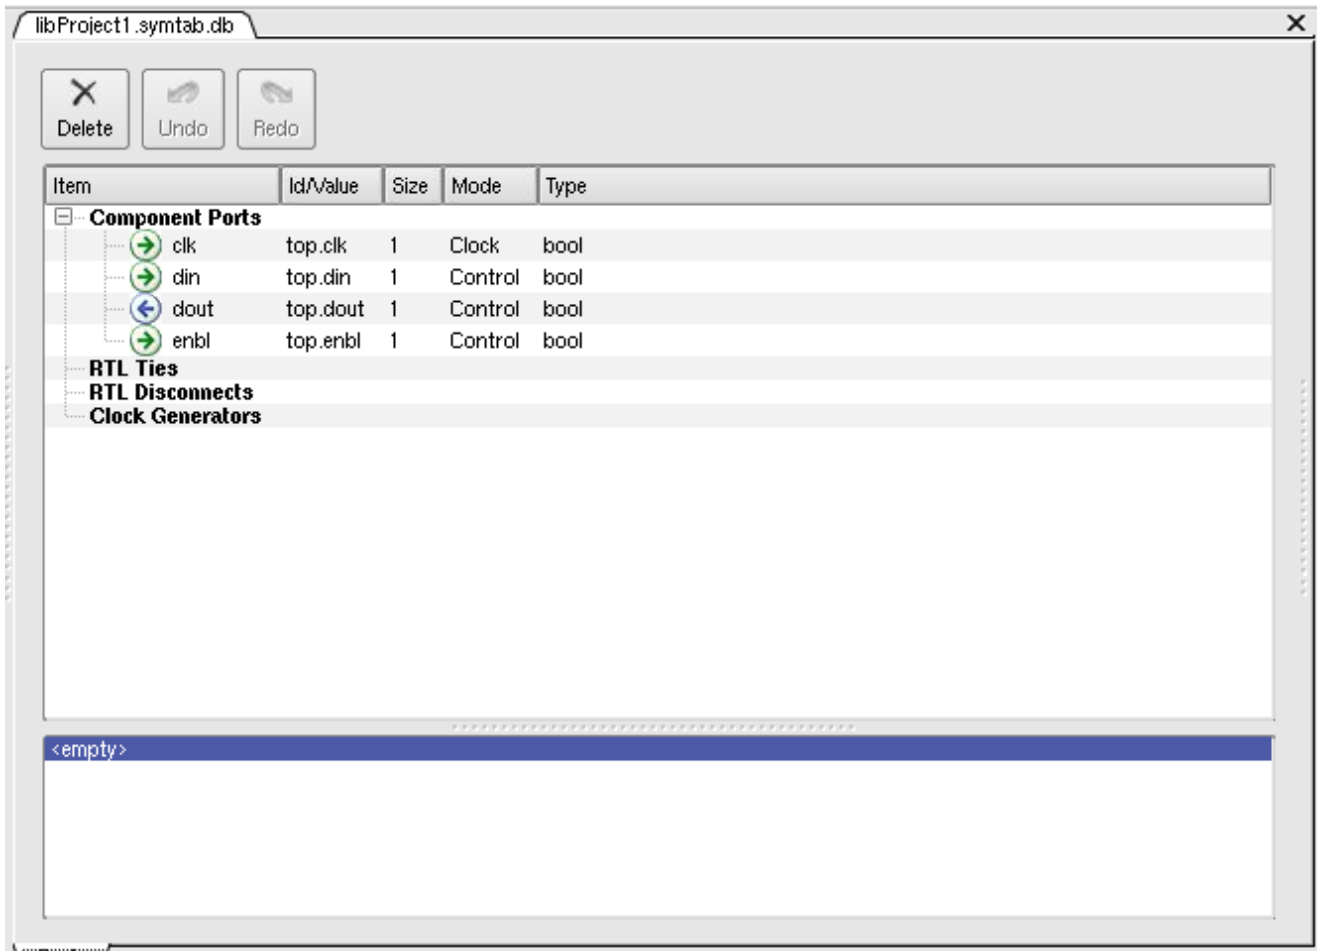 libProject1.symtab.db
Delete Undo Redo
Item Id/Value Size Mode Type
Component Ports
clk top.clk 1 Clock bool
din top.din 1 Control bool
dout top.dout 1 Control bool
enbl top.enbl 1 Control bool
RTL Ties
RTL Disconnects
Clock Generators
<empty>